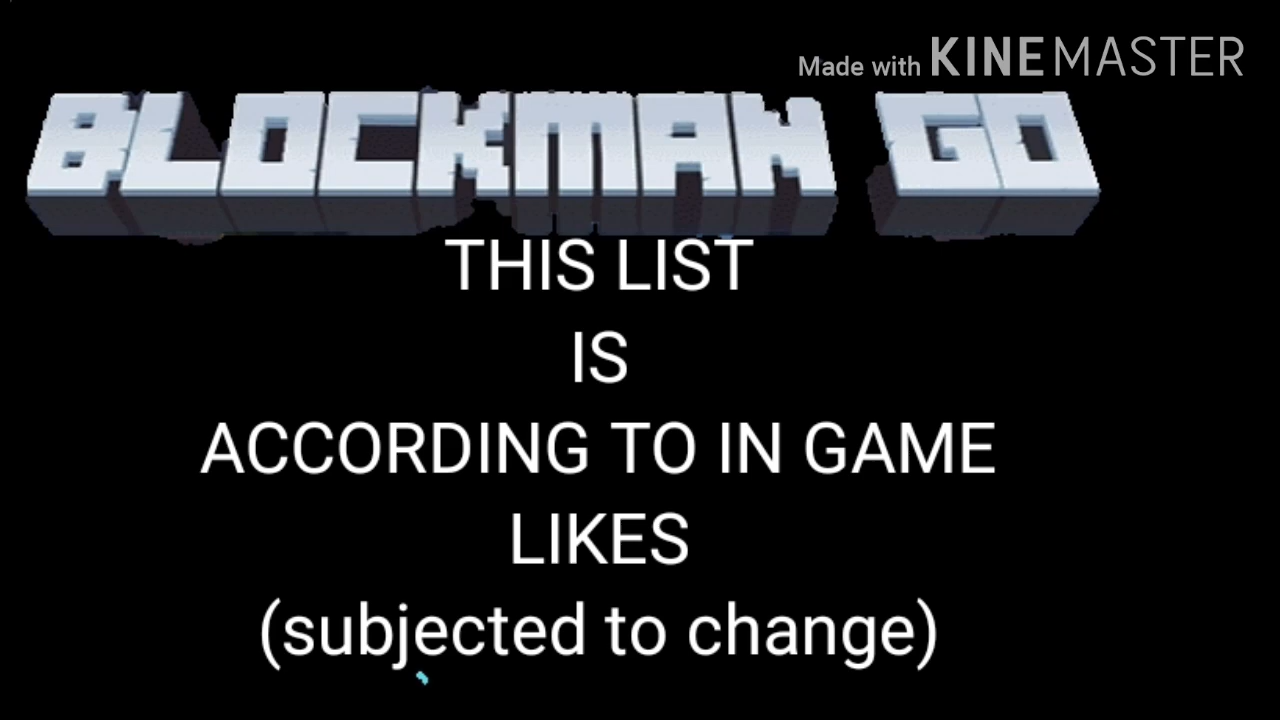 Made with KINEMASTER
BLOCKMAN GO
THIS LIST
IS
ACCORDING TO IN GAME
LIKES
(subjected to change)